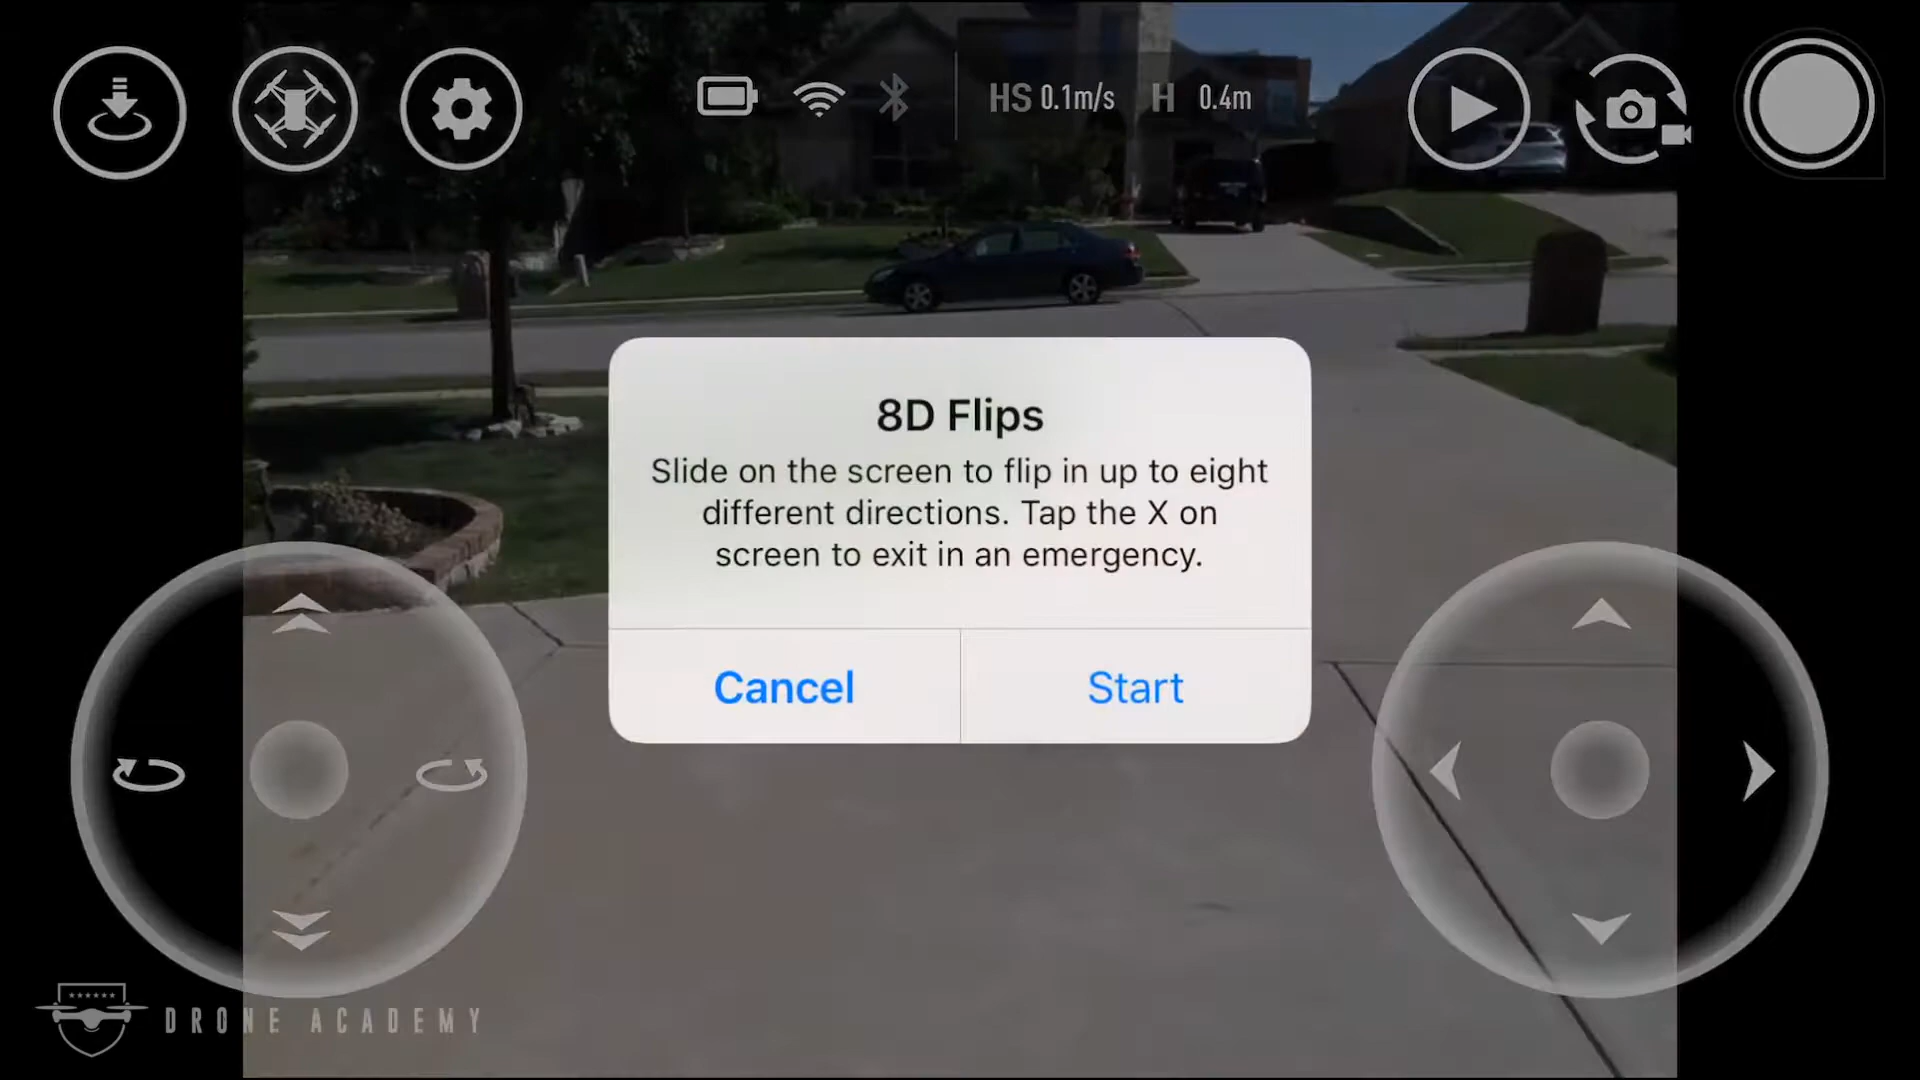 HS 0.1m/s H 0.4m
8D Flips
Slide on the screen to flip in up to eight
different directions. Tap the X on
screen to exit in an emergency.
Cancel Start
DRONE ACADEMY